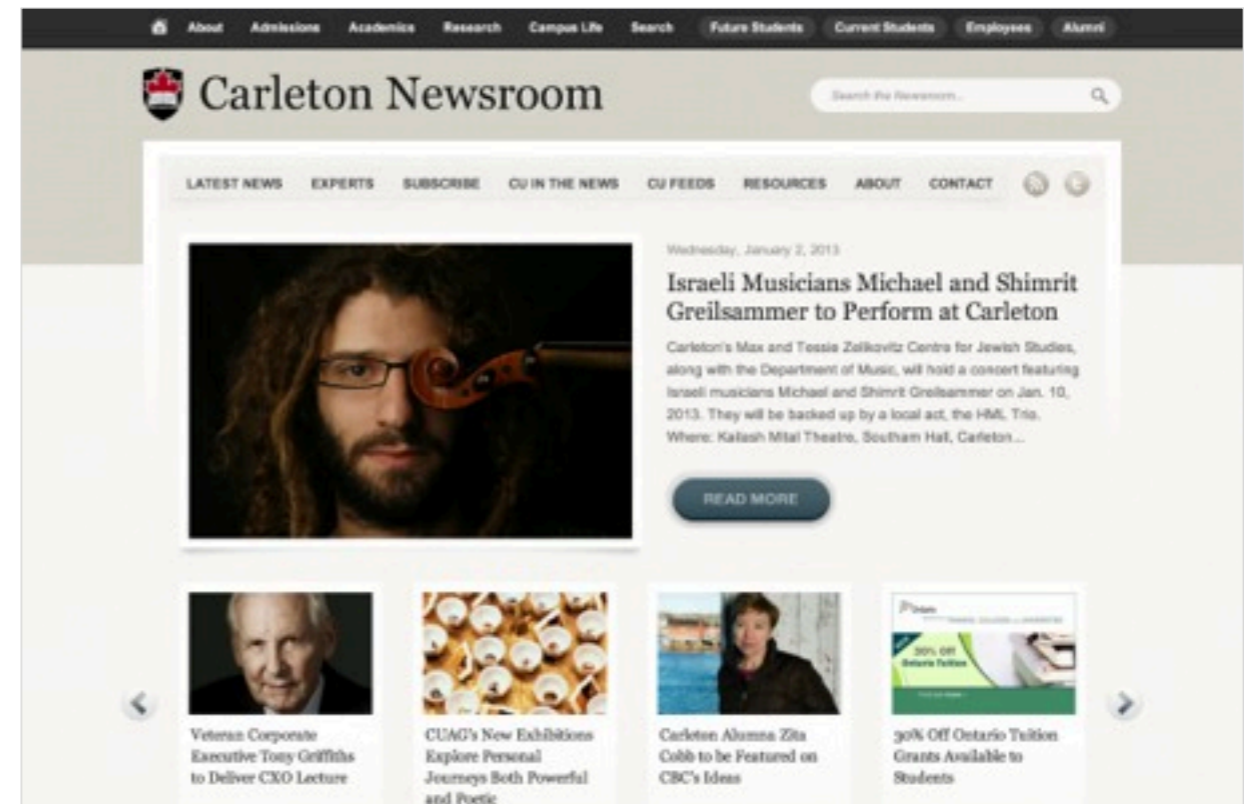 About Admissions Academics Research Campus Life Search Future Students Current Students Employees Alumni
Carleton Newsroom
Search the Newsroom...
LATEST NEWS EXPERTS SUBSCRIBE CU IN THE NEWS CU FEEDS RESOURCES ABOUT CONTACT
Wednesday, January 2, 2013
Israeli Musicians Michael and Shimrit
Greilsammer to Perform at Carleton
Carleton's Max and Tessie Zelikovitz Centre for Jewish Studies,
along with the Department of Music, will hold a concert featuring
Israeli musicians Michael and Shimrit Greilsammer on Jan. 10,
2013. They will be backed up by a local act, the HML Trio.
Where: Kailash Mital Theatre, Southam Hall, Carleton...
READ MORE
Veteran Corporate
Executive Tony Griffiths
to Deliver CXO Lecture
CUAG's New Exhibitions
Explore Personal
Journeys Both Powerful
and Poetic
Carleton Alumna Zita
Cobb to be Featured on
CBC's Ideas
Ontario
30% Off
Ontario Tuition
30% Off Ontario Tuition
Grants Available to
Students